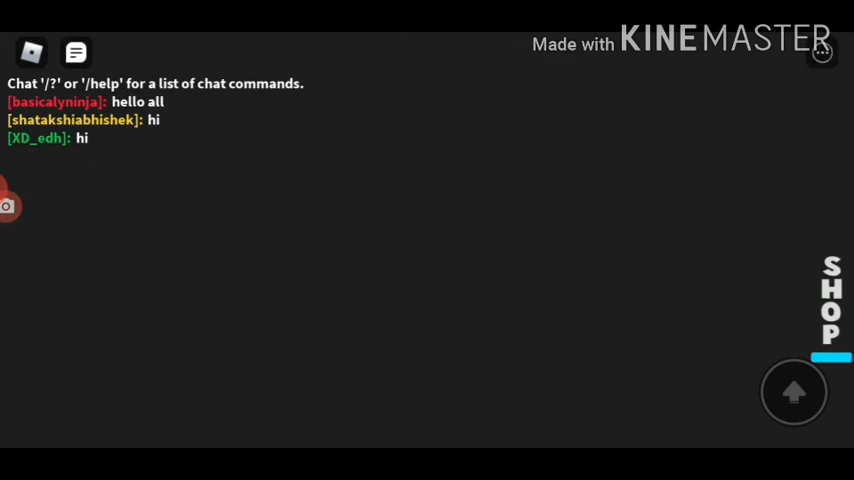 Made with KINEMASTER
Chat '/?' or '/help' for a list of chat commands.
[basicalyninja]: hello all
[shatakshiabhishek]: hi
[XD_edh]: hi
SHOP